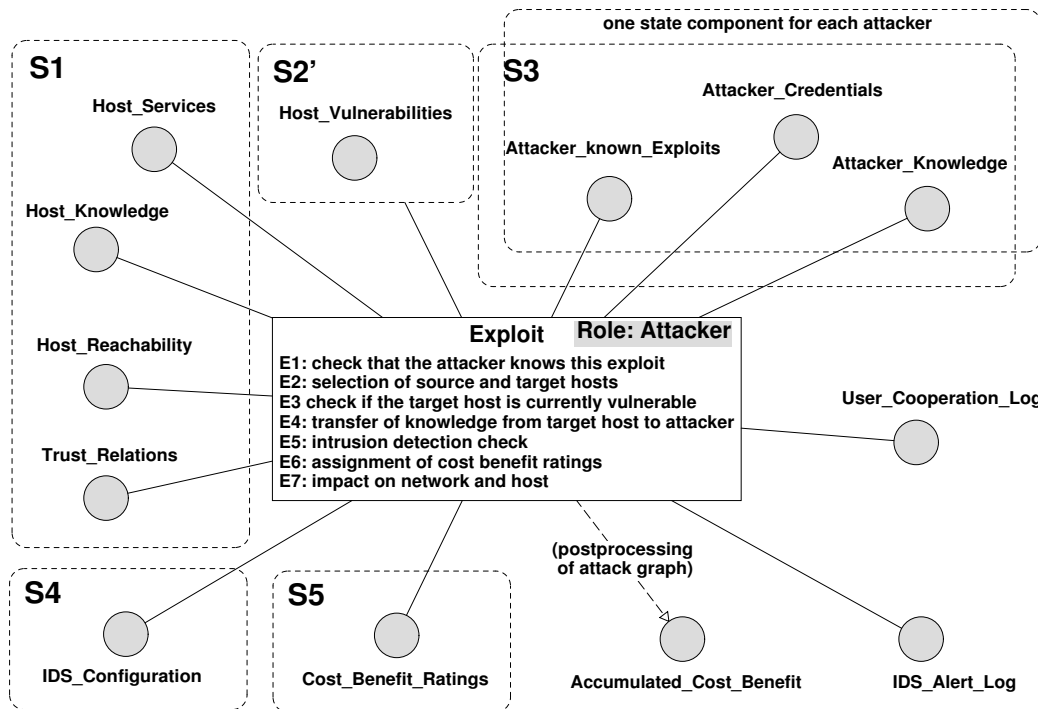 one state component for each attacker
S1
S2’
S3
Host_Services
Host_Vulnerabilities
Attacker_Credentials
Attacker_known_Exploits
Attacker_Knowledge
Host_Knowledge
Host_Reachability
Trust_Relations
Exploit
Role: Attacker
E1: check that the attacker knows this exploit
E2: selection of source and target hosts
E3 check if the target host is currently vulnerable
E4: transfer of knowledge from target host to attacker
E5: intrusion detection check
E6: assignment of cost benefit ratings
E7: impact on network and host
User_Cooperation_Log
(postprocessing
of attack graph)
S4
S5
IDS_Configuration
Cost_Benefit_Ratings
Accumulated_Cost_Benefit
IDS_Alert_Log